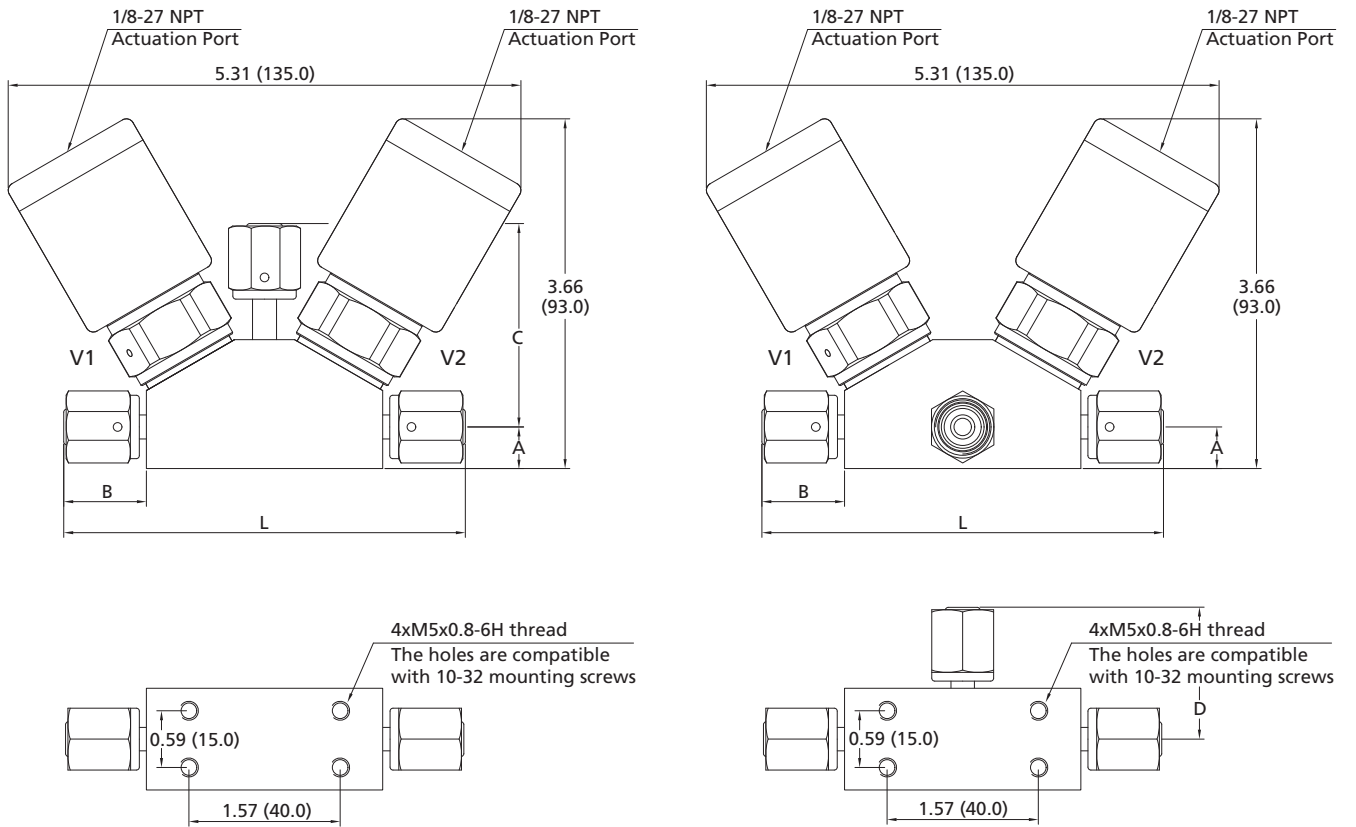 1/8-27 NPT
Actuation Port
1/8-27 NPT
Actuation Port
5.31 (135.0)
3.66
(93.0)
C
V1
V2
A
B
L
1/8-27 NPT
Actuation Port
1/8-27 NPT
Actuation Port
5.31 (135.0)
3.66
(93.0)
V1
V2
A
B
L
4xM5x0.8-6H thread
The holes are compatible
with 10-32 mounting screws
0.59 (15.0)
1.57 (40.0)
4xM5x0.8-6H thread
The holes are compatible
with 10-32 mounting screws
D
0.59 (15.0)
1.57 (40.0)